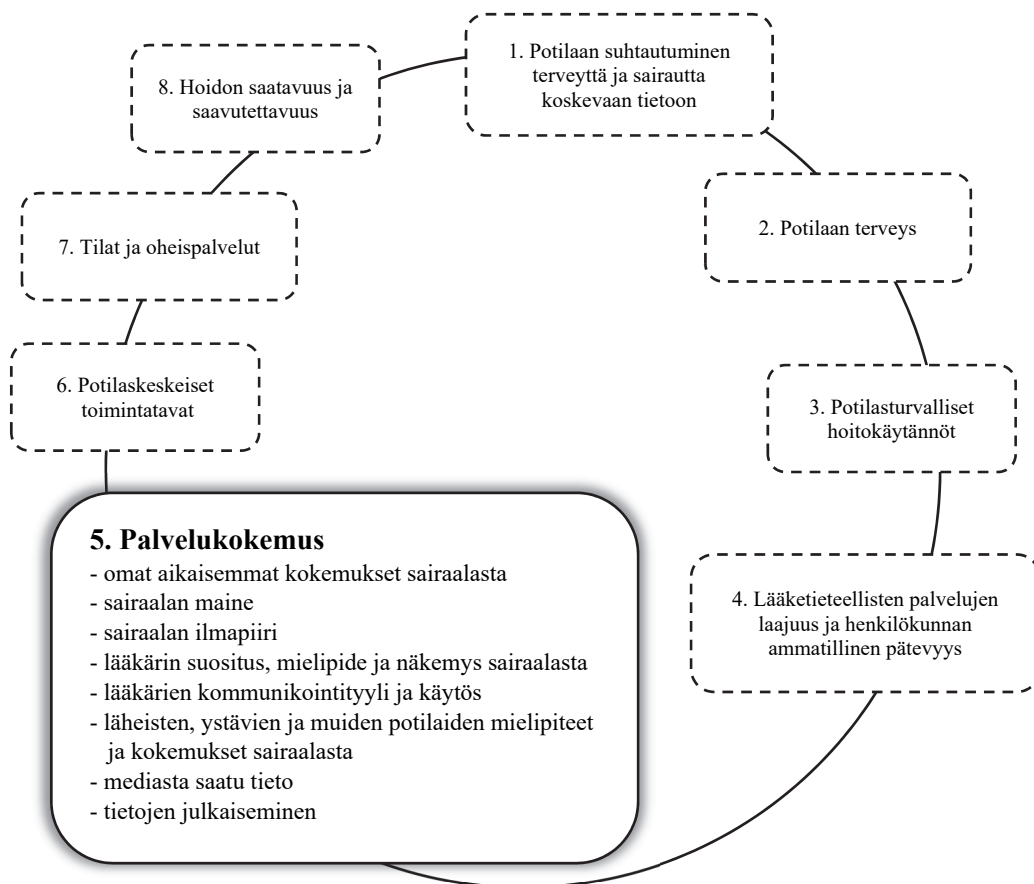 1. Potilaan suhtautuminen
terveyttä ja sairautta
koskevaan tietoon
2. Potilaan terveys
3. Potilasturvalliset
hoitokäytännöt
4. Lääketieteellisten palvelujen
laajuus ja henkilökunnan
ammatillinen pätevyys
5. Palvelukokemus
- omat aikaisemmat kokemukset sairaalasta
- sairaalan maine
- sairaalan ilmapiiri
- lääkärin suositus, mielipide ja näkemys sairaalasta
- lääkärien kommunikointityyli ja käytös
- läheisten, ystävien ja muiden potilaiden mielipiteet
ja kokemukset sairaalasta
- mediasta saatu tieto
- tietojen julkaiseminen
6. Potilaskeskeiset
toimintatavat
7. Tilat ja oheispalvelut
8. Hoidon saatavuus ja
saavutettavuus